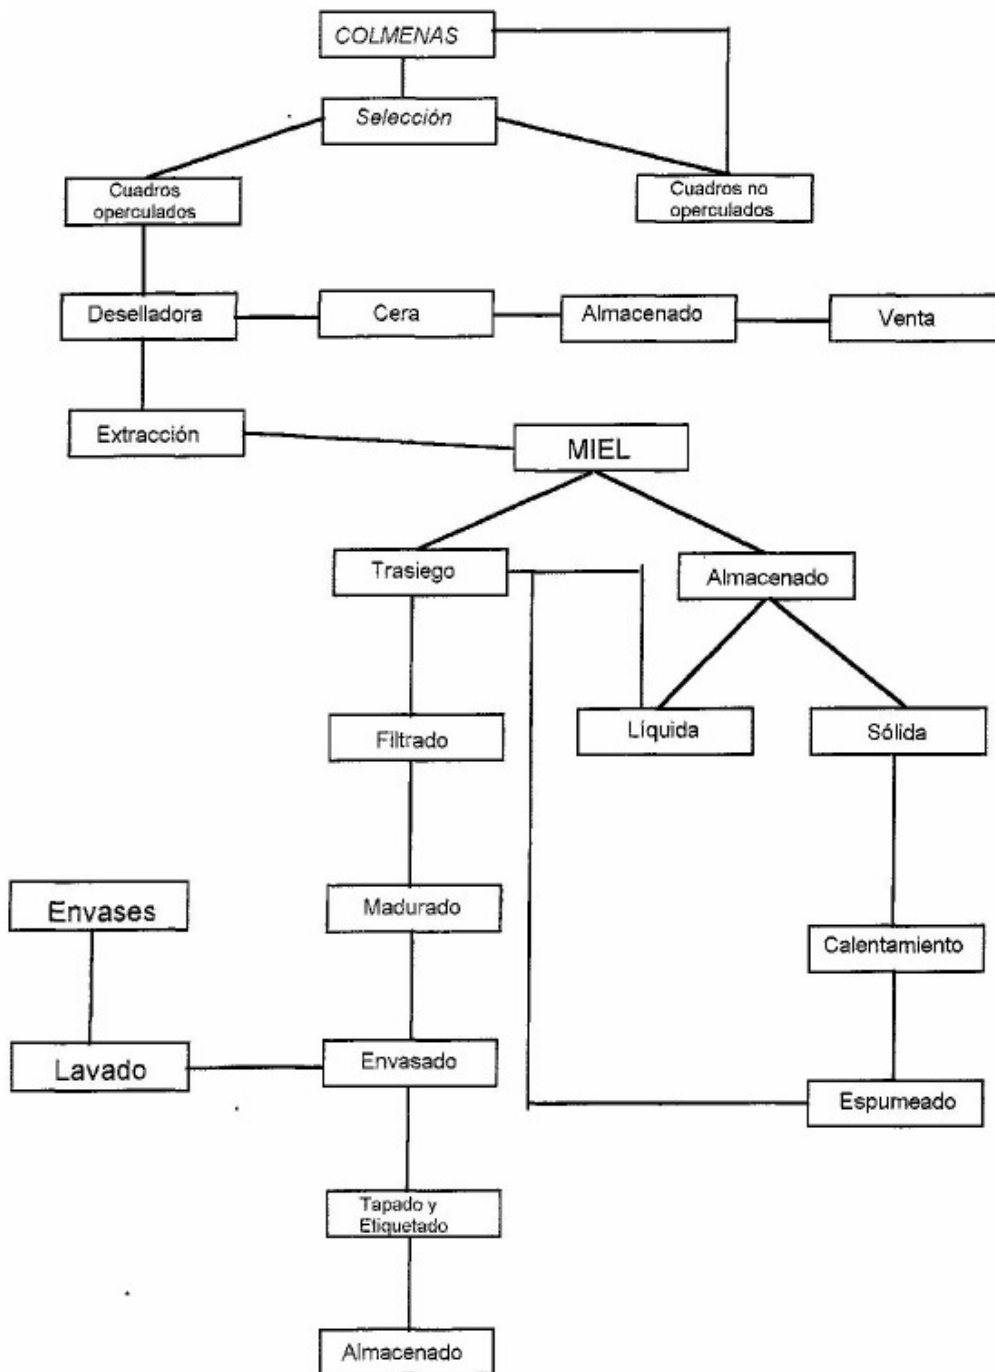 COLMENAS
Selección
Cuadros
operculados
Cuadros no
operculados
Deselladora
Cera
Almacenado
Venta
Extracción
MIEL
Trasiego
Almacenado
Filtrado
Líquida
Sólida
Envases
Madurado
Calentamiento
Lavado
Envasado
Espumeado
Tapado y
Etiquetado
Almacenado